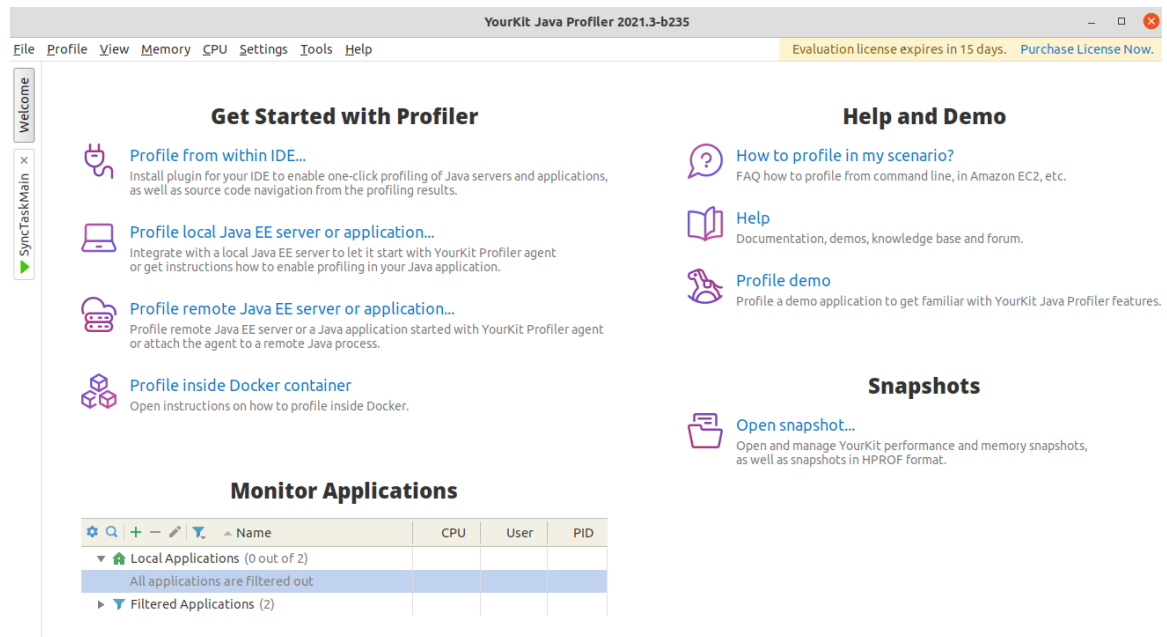 YourKit Java Profiler 2021.3-b235
File Profile View Memory CPU Settings Tools Help
Evaluation license expires in 15 days. Purchase License Now.
Welcome
SyncTaskMain
Get Started with Profiler
Profile from within IDE...
Install plugin for your IDE to enable one-click profiling of Java servers and applications,
as well as source code navigation from the profiling results.
Profile local Java EE server or application...
Integrate with a local Java EE server to let it start with YourKit Profiler agent
or get instructions how to enable profiling in your Java application.
Profile remote Java EE server or application...
Profile remote Java EE server or a Java application started with YourKit Profiler agent
or attach the agent to a remote Java process.
Profile inside Docker container
Open instructions on how to profile inside Docker.
Monitor Applications
Name CPU User PID
Local Applications (0 out of 2)
All applications are filtered out
Filtered Applications (2)
Help and Demo
How to profile in my scenario?
FAQ how to profile from command line, in Amazon EC2, etc.
Help
Documentation, demos, knowledge base and forum.
Profile demo
Profile a demo application to get familiar with YourKit Java Profiler features.
Snapshots
Open snapshot...
Open and manage YourKit performance and memory snapshots,
as well as snapshots in HPROF format.